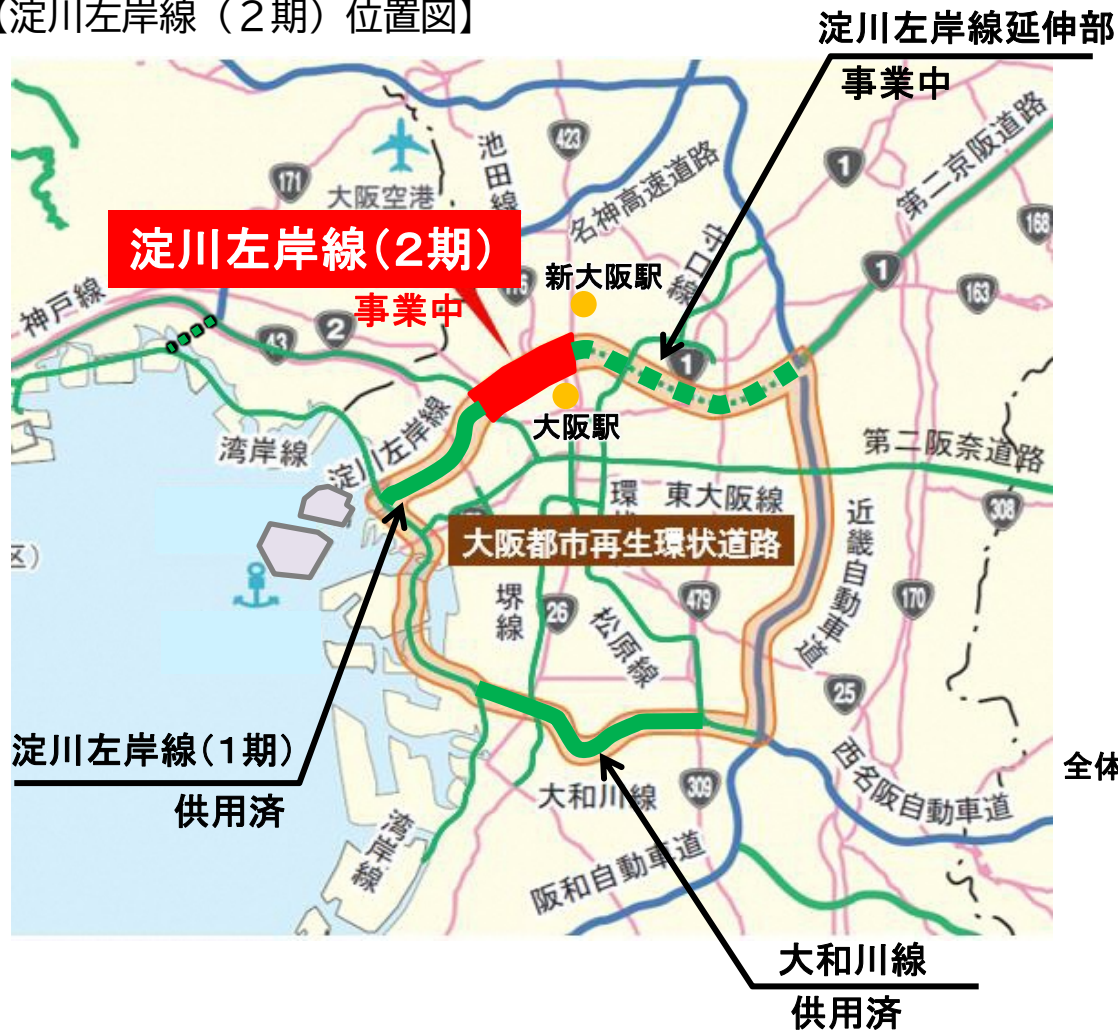 【淀川左岸線（２期）位置図】
淀川左岸線延伸部
事業中
423
池田線
171
大阪空港
名神高速道路
守口線
1
第二京阪道路
168
淀川左岸線(2期)
事業中
新大阪駅
1
163
神戸線
43
2
1
大阪駅
湾岸線
淀川左岸線
第二阪奈道路
東大阪線
308
大阪都市再生環状道路
近畿自動車道
区)
堺線
26
松原線
479
170
25
淀川左岸線(1期)
供用済
大和川線
309
西名阪自動車道
全体
湾岸線
阪和自動車道
大和川線
供用済